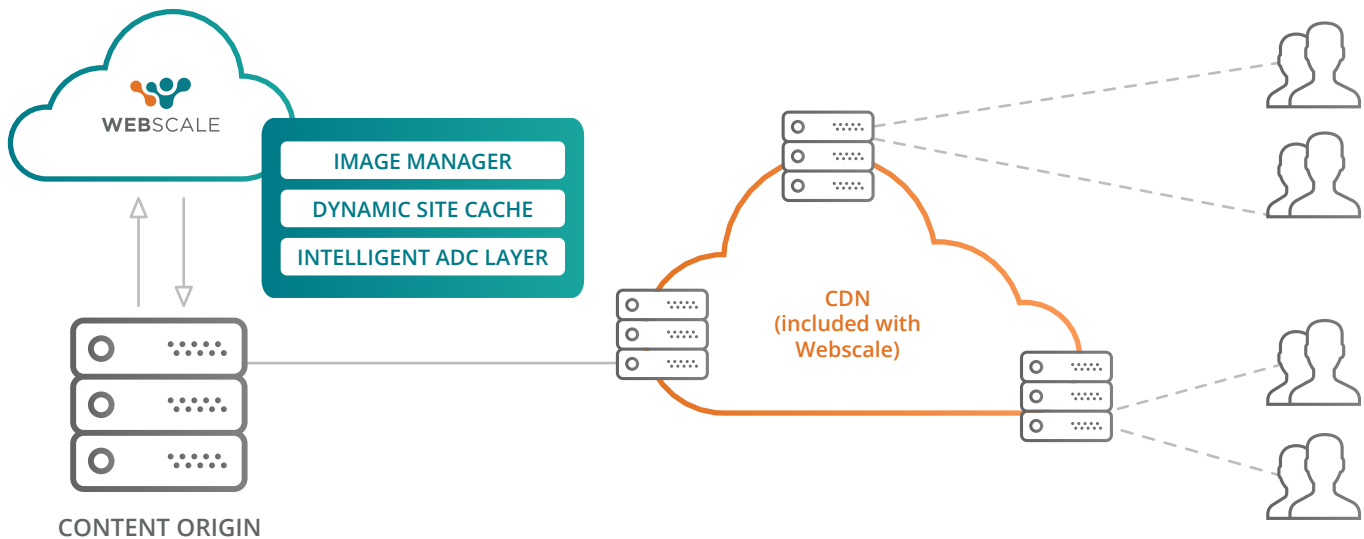 WEBSCALE
IMAGE MANAGER
DYNAMIC SITE CACHE
INTELLIGENT ADC LAYER
CDN
(included with
Webscale)
CONTENT ORIGIN